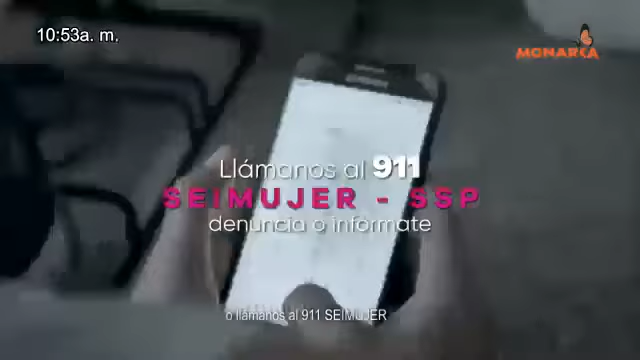 10:53a. m.
MONARCA
Llámanos al 911
SEIMUJER - SSP
denuncia o infórmate
o llámanos al 911 SEIMUJER